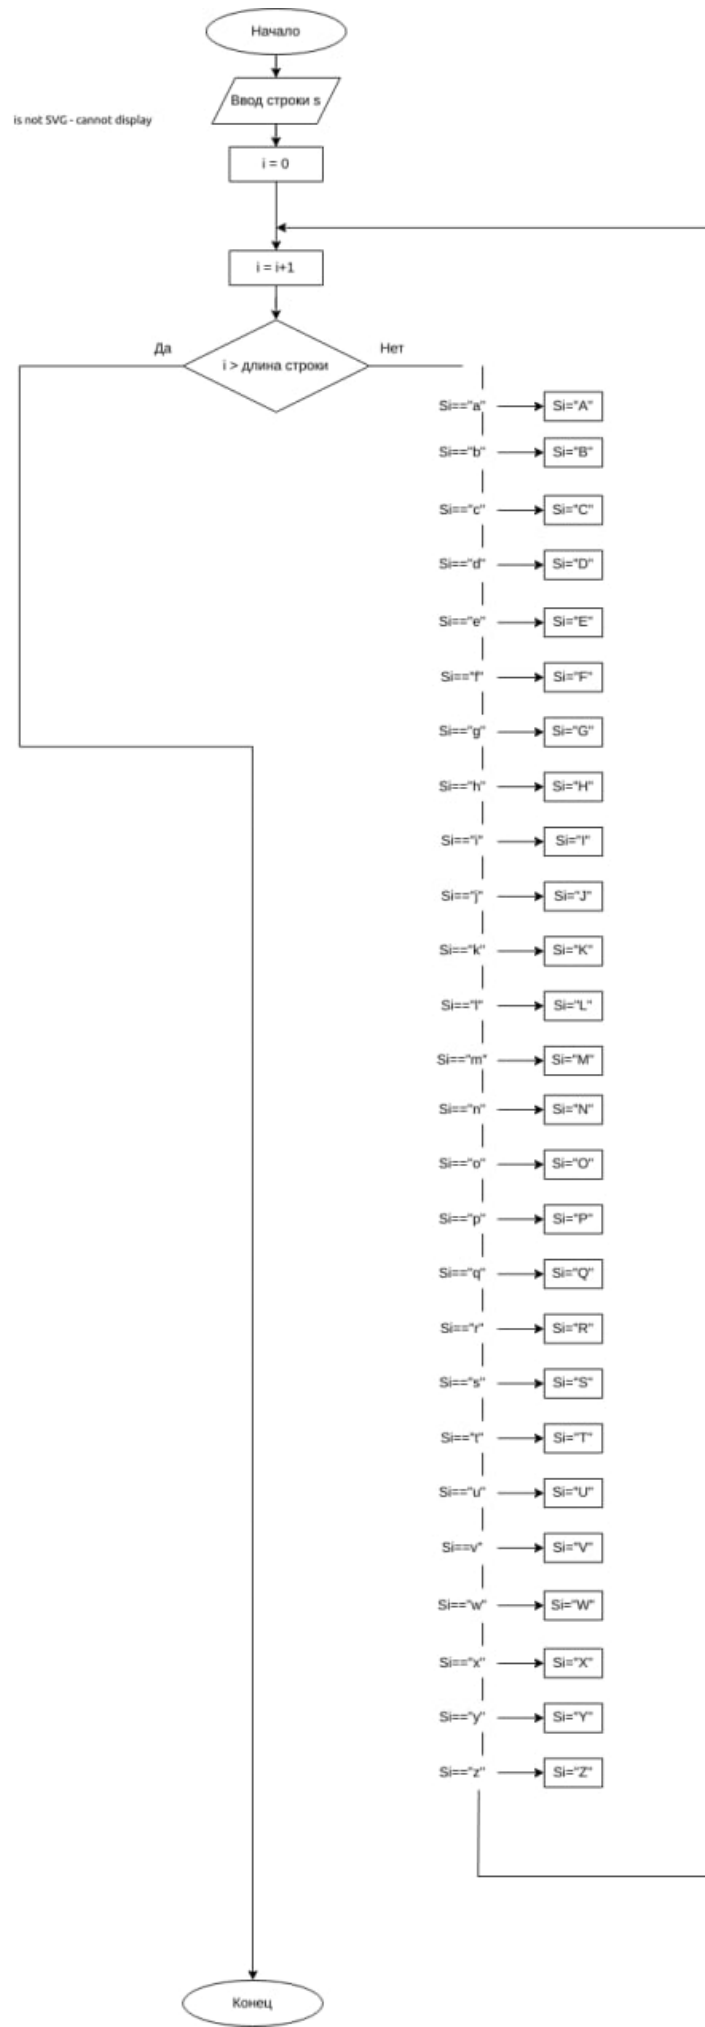 Начало
Ввод строки s
is not SVG - cannot display
i = 0
i = i+1
Да
Нет
i > длина строки
Si=="a" Si="A"
Si=="b" Si="B"
Si=="c" Si="C"
Si=="d" Si="D"
Si=="e" Si="E"
Si=="f" Si="F"
Si=="g" Si="G"
Si=="h" Si="H"
Si=="i" Si="I"
Si=="j" Si="J"
Si=="k" Si="K"
Si=="l" Si="L"
Si=="m" Si="M"
Si=="n" Si="N"
Si=="o" Si="O"
Si=="p" Si="P"
Si=="q" Si="Q"
Si=="r" Si="R"
Si=="s" Si="S"
Si=="t" Si="T"
Si=="u" Si="U"
Si==v" Si="V"
Si=="w" Si="W"
Si=="x" Si="X"
Si=="y" Si="Y"
Si=="z" Si="Z"
Конец